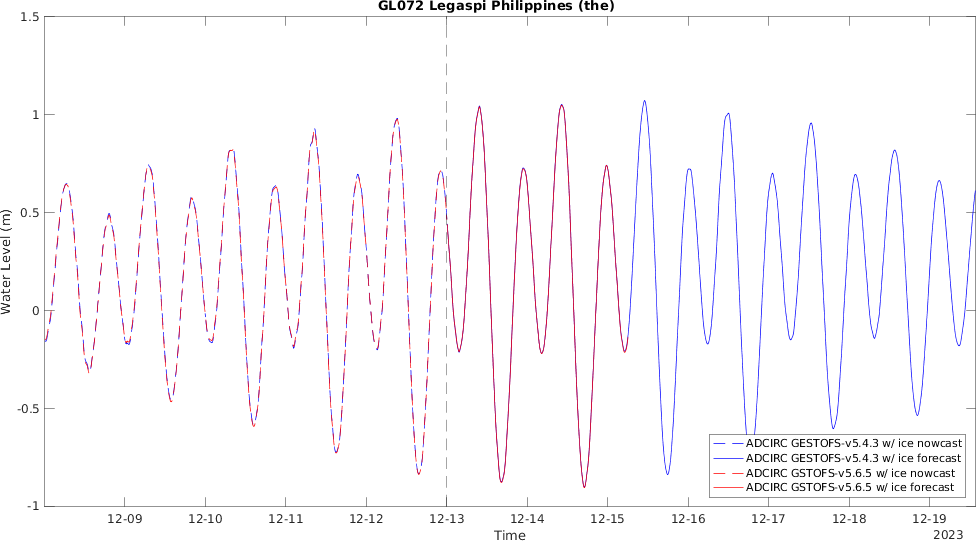 GL072 Legaspi Philippines (the)
1.5
1
0.5
0
-0.5
-1
Water Level (m)
ADCIRC GESTOFS-v5.4.3 w/ ice nowcast
ADCIRC GESTOFS-v5.4.3 w/ ice forecast
ADCIRC GSTOFS-v5.6.5 w/ ice nowcast
ADCIRC GSTOFS-v5.6.5 w/ ice forecast
12-09 12-10 12-11 12-12 12-13 12-14 12-15 12-16 12-17 12-18 12-19
Time
2023